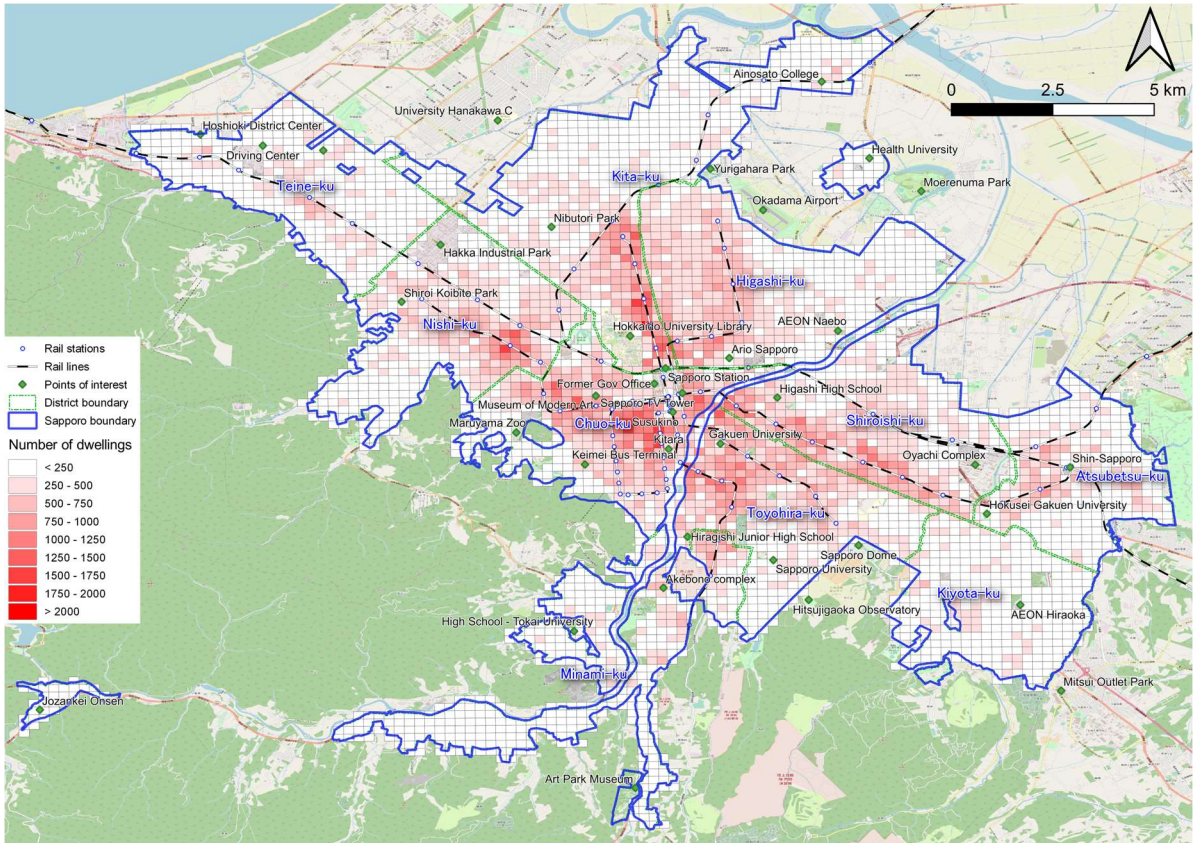 Ainosato College
0 2.5 5 km
University Hanakawa C
Hoshioki District Center
Driving Center
Health University
Teine-ku
Kita-ku
Yurigahara Park
Moerenuma Park
Okadama Airport
Nibutori Park
Hakka Industrial Park
Higashi-ku
Shiroi Koibito Park
Nishi-ku
Hokkaido University Library
AEON Naebo
Ario Sapporo
Sapporo Station
Former Gov Office
Higashi High School
Museum of Modern Art
Sapporo TV Tower
Maruyama Zoo
Chuo-ku
Susukino
Shiroishi-ku
Kitara
Gakuen University
Keimei Bus Terminal
Oyachi Complex
Shin-Sapporo
Atsubetsu-ku
Hokusei Gakuen University
Toyohira-ku
Hiragishi Junior High School
Sapporo Dome
Sapporo University
Akebono complex
Hitsujigaoka Observatory
Kiyota-ku
AEON Hiraoka
High School - Tokai University
Minami-ku
Mitsui Outlet Park
Jozankei Onsen
Art Park Museum
Rail stations
Rail lines
Points of interest
District boundary
Sapporo boundary
Number of dwellings
< 250
250 - 500
500 - 750
750 - 1000
1000 - 1250
1250 - 1500
1500 - 1750
1750 - 2000
> 2000